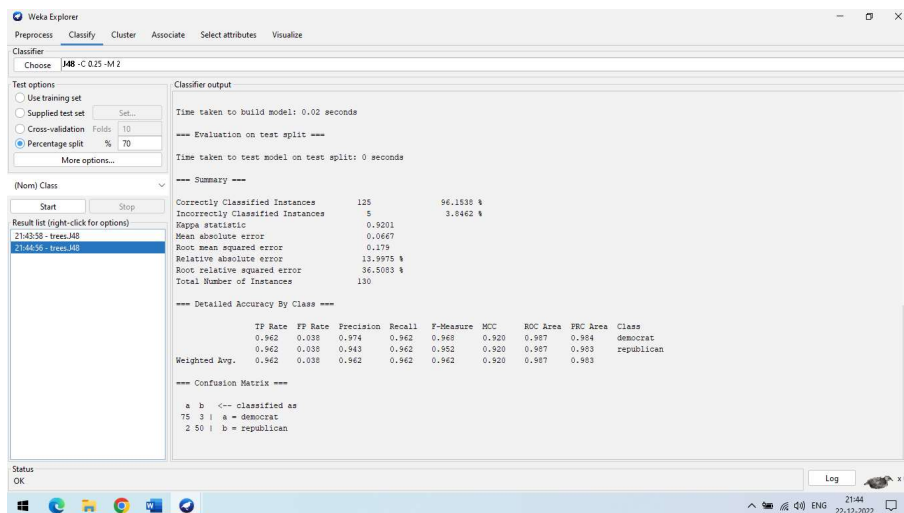 Weka Explorer
Preprocess Classify Cluster Associate Select attributes Visualize
Classifier
Choose J48 -C 0.25 -M 2
Test options
Use training set
Supplied test set Set...
Cross-validation Folds 10
Percentage split % 70
More options...
(Nom) Class
Start Stop
Result list (right-click for options)
21:43:58 - trees.J48
21:44:56 - trees.J48
Classifier output
Time taken to build model: 0.02 seconds
=== Evaluation on test split ===
Time taken to test model on test split: 0 seconds
=== Summary ===
Correctly Classified Instances 125 96.1538 %
Incorrectly Classified Instances 5 3.8462 %
Kappa statistic 0.9201
Mean absolute error 0.0667
Root mean squared error 0.179
Relative absolute error 13.9975 %
Root relative squared error 36.5083 %
Total Number of Instances 130
=== Detailed Accuracy By Class ===
TP Rate FP Rate Precision Recall F-Measure MCC ROC Area PRC Area Class
0.962 0.038 0.974 0.962 0.968 0.920 0.987 0.984 democrat
0.962 0.038 0.943 0.962 0.952 0.920 0.987 0.983 republican
Weighted Avg. 0.962 0.038 0.962 0.962 0.962 0.920 0.987 0.983
=== Confusion Matrix ===
a b <-- classified as
75 3 | a = democrat
2 50 | b = republican
Status
OK
Log
x
ENG
21:44
22-12-2022